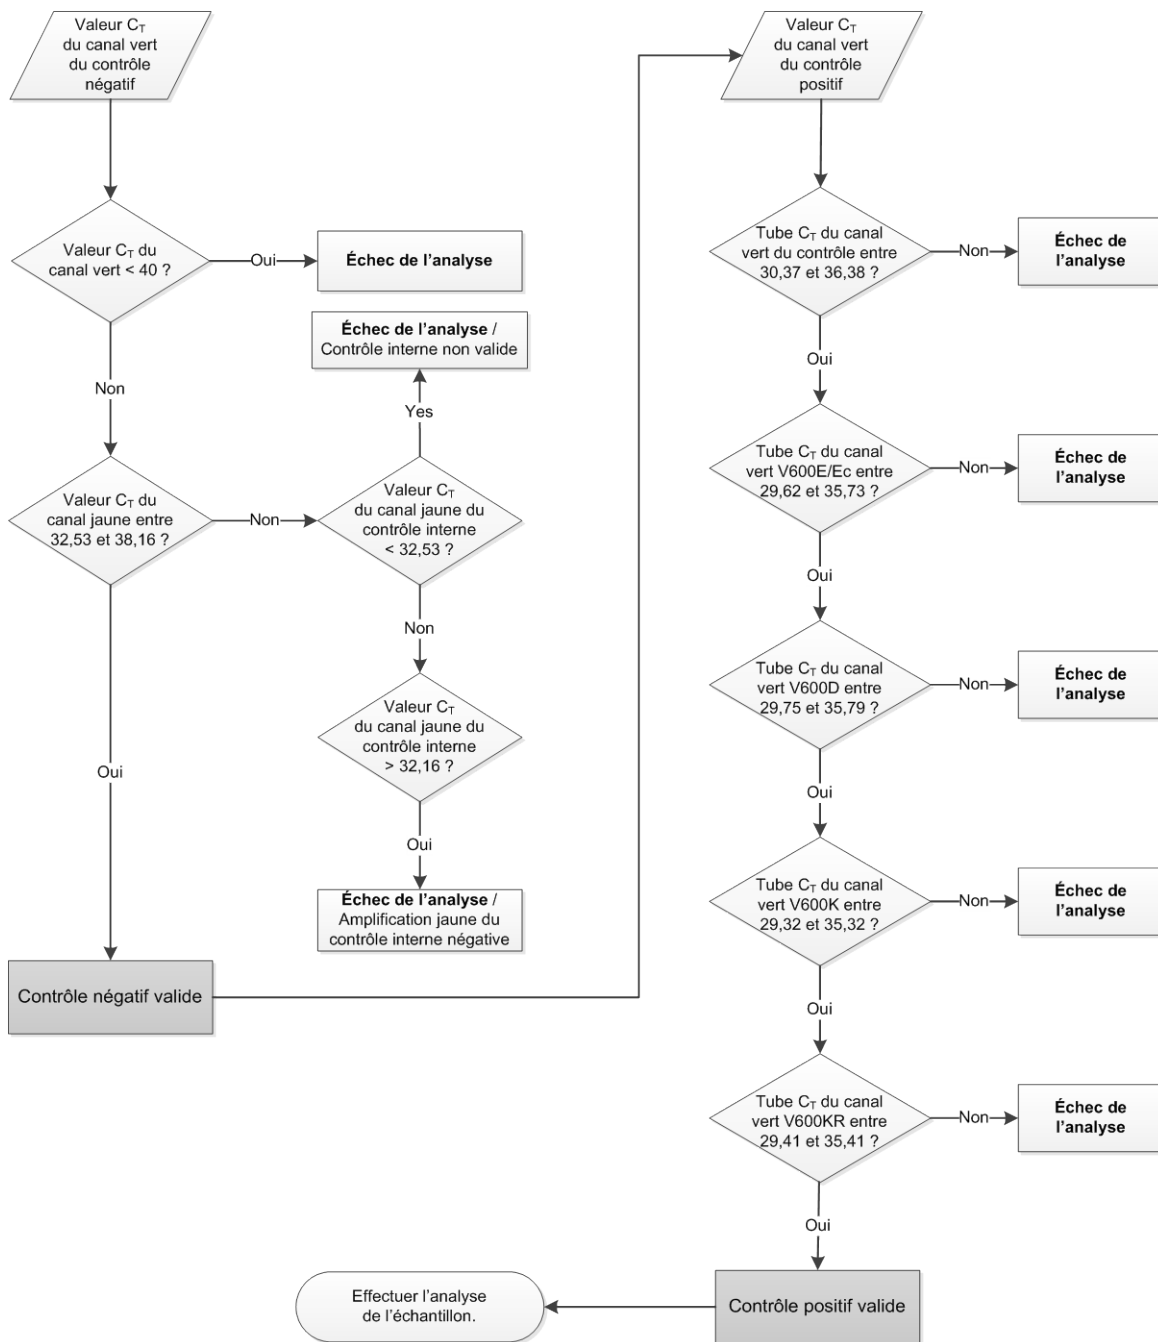 Valeur CT
du canal vert
du contrôle
négatif
Valeur CT du
canal vert < 40 ?
Oui
Échec de l'analyse
Non
Échec de l'analyse /
Contrôle interne non valide
Yes
Valeur CT du
canal jaune entre
32,53 et 38,16 ?
Non
Valeur CT
du canal jaune du
contrôle interne
< 32,53 ?
Non
Valeur CT
du canal jaune du
contrôle interne
> 32,16 ?
Oui
Oui
Échec de l'analyse /
Amplification jaune du
contrôle interne négative
Contrôle négatif valide
Valeur CT
du canal vert
du contrôle
positif
Tube CT du canal
vert du contrôle entre
30,37 et 36,38 ?
Non
Échec de
l'analyse
Oui
Tube CT du canal
vert V600E/Ec entre
29,62 et 35,73 ?
Non
Échec de
l'analyse
Oui
Tube CT du canal
vert V600D entre
29,75 et 35,79 ?
Non
Échec de
l'analyse
Oui
Tube CT du canal
vert V600K entre
29,32 et 35,32 ?
Non
Échec de
l'analyse
Oui
Tube CT du canal
vert V600KR entre
29,41 et 35,41 ?
Non
Échec de
l'analyse
Oui
Contrôle positif valide
Effectuer l'analyse
de l'échantillon.